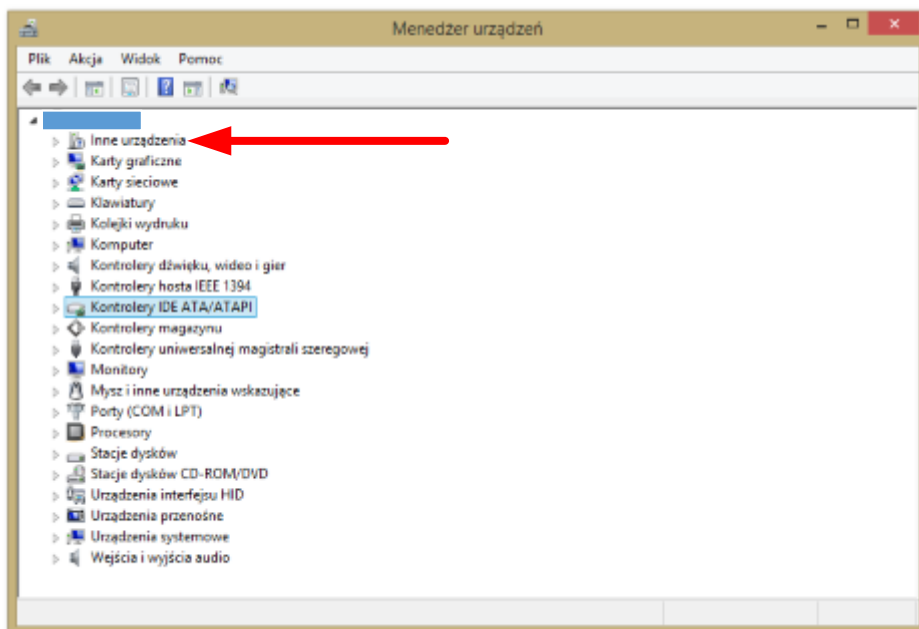 Menedżer urządzeń
Plik Akcja Widok Pomoc
Inne urządzenia
Karty graficzne
Karty sieciowe
Klawiatury
Kolejki wydruku
Komputer
Kontrolery dźwięku, wideo i gier
Kontrolery hosta IEEE 1394
Kontrolery IDE ATA/ATAPI
Kontrolery magazynu
Kontrolery uniwersalnej magistrali szeregowej
Monitory
Mysz i inne urządzenia wskazujące
Porty (COM i LPT)
Procesory
Stacje dysków
Stacje dysków CD-ROM/DVD
Urządzenia interfejsu HID
Urządzenia przenośne
Urządzenia systemowe
Wejścia i wyjścia audio